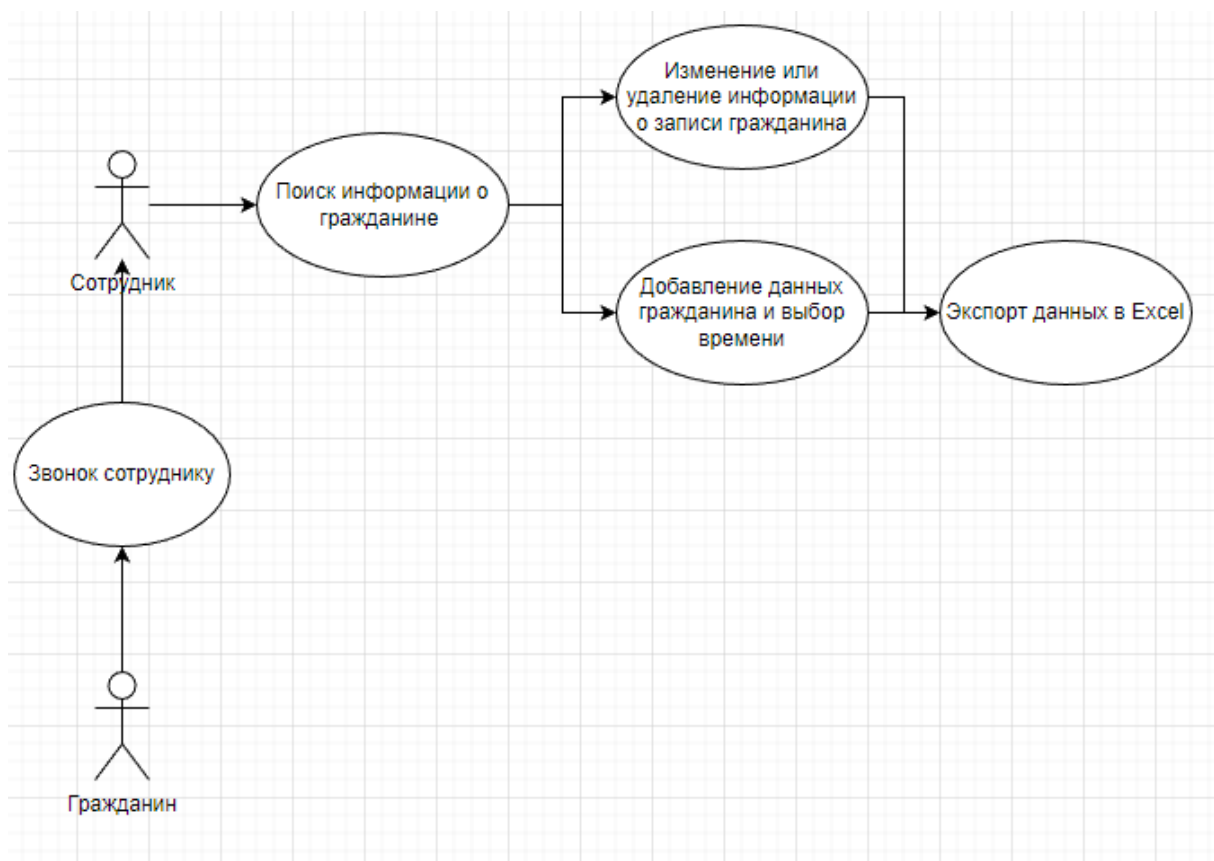 Изменение или
удаление информации
о записи гражданина
Поиск информации о
гражданине
Сотрудник
Добавление данных
гражданина и выбор
времени
Экспорт данных в Excel
Звонок сотруднику
Гражданин